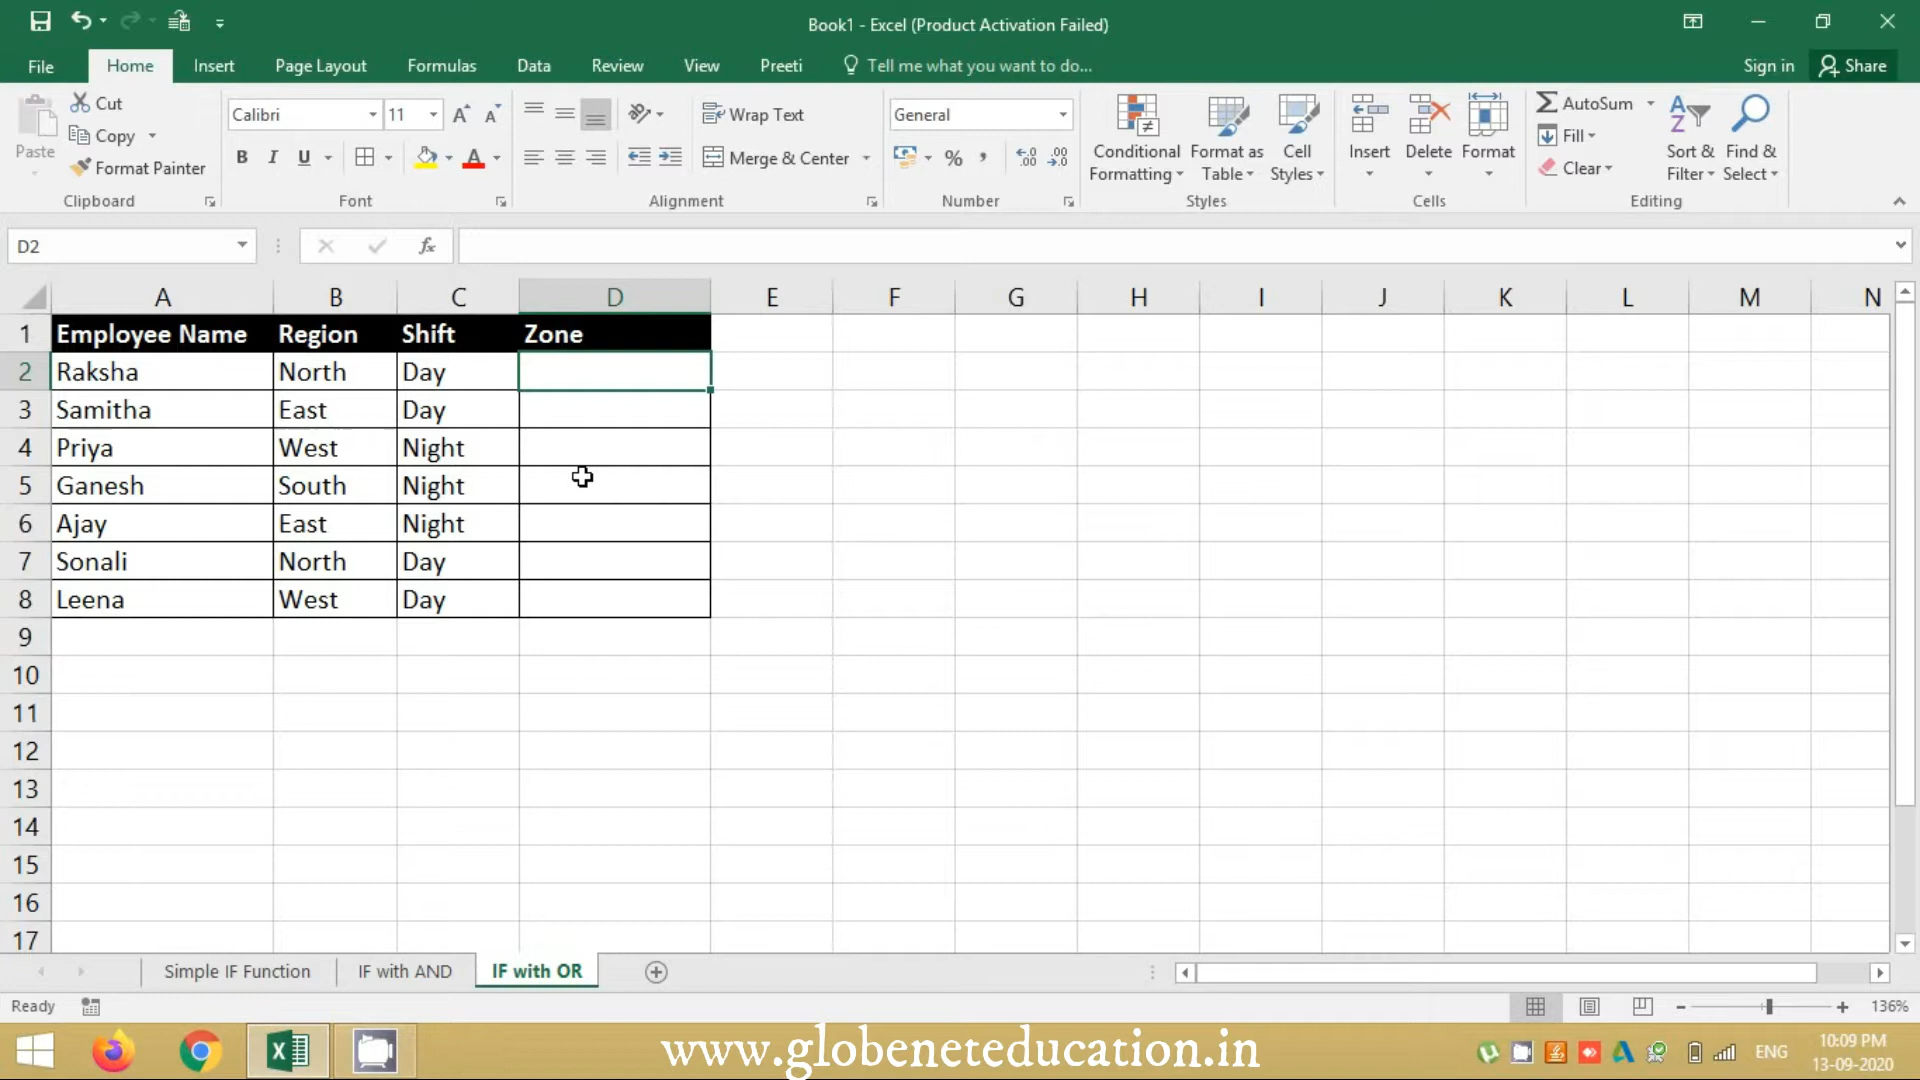 Book1 - Excel (Product Activation Failed)
File Home Insert Page Layout Formulas Data Review View Preeti Tell me what you want to do... Sign in Share
Paste Cut Copy Format Painter
Clipboard
Calibri 11
B I U A
Font
Wrap Text
Merge & Center
Alignment
General
% ,
Number
Conditional Formatting
Format as Table
Cell Styles
Styles
Insert Delete Format
Cells
AutoSum
Fill
Clear
Sort & Filter
Find & Select
Editing
D2 fx
A B C D E F G H I J K L M N
1 Employee Name Region Shift Zone
2 Raksha North Day
3 Samitha East Day
4 Priya West Night
5 Ganesh South Night
6 Ajay East Night
7 Sonali North Day
8 Leena West Day
9
10
11
12
13
14
15
16
17
Simple IF Function IF with AND IF with OR
Ready 136%
www.globeneteducation.in
ENG
10:09 PM
13-09-2020